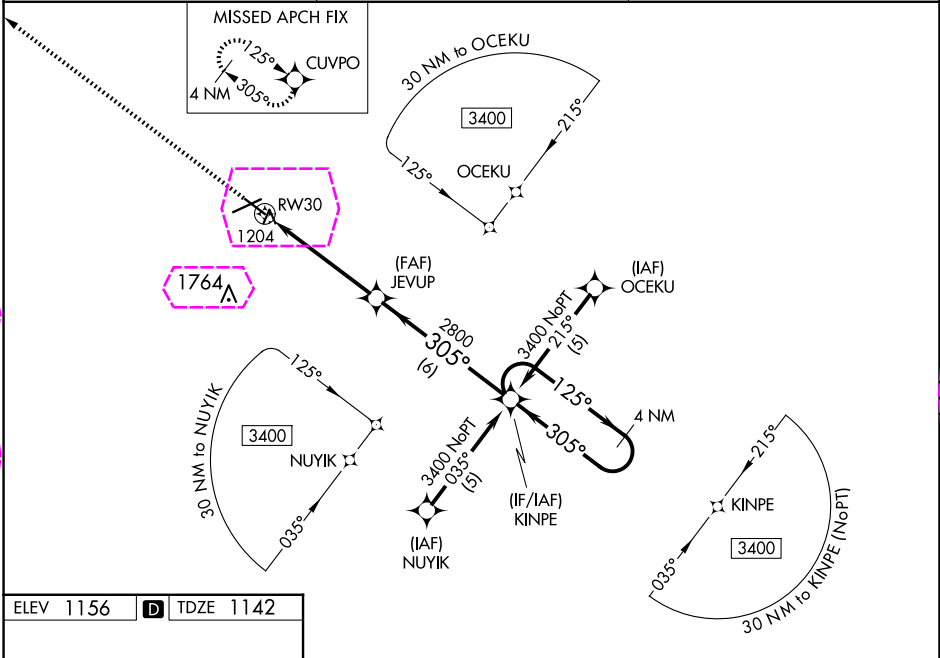 MISSED APCH FIX
125°
CUVPO
305°
4 NM
30 NM to OCEKU
3400
215°
125°
OCEKU
RW30
1204
1764
(FAF)
JEVUP
(IAF)
OCEKU
3400 NoPT
215°
(5)
2800
305°
(6)
125°
305°
4 NM
30 NM to NUYIK
125°
3400
NUYIK
035°
3400 NoPT
035°
(5)
(IF/IAF)
KINPE
(IAF)
NUYIK
215°
KINPE
3400
035°
30 NM to KINPE (NoPT)
ELEV 1156 D TDZE 1142